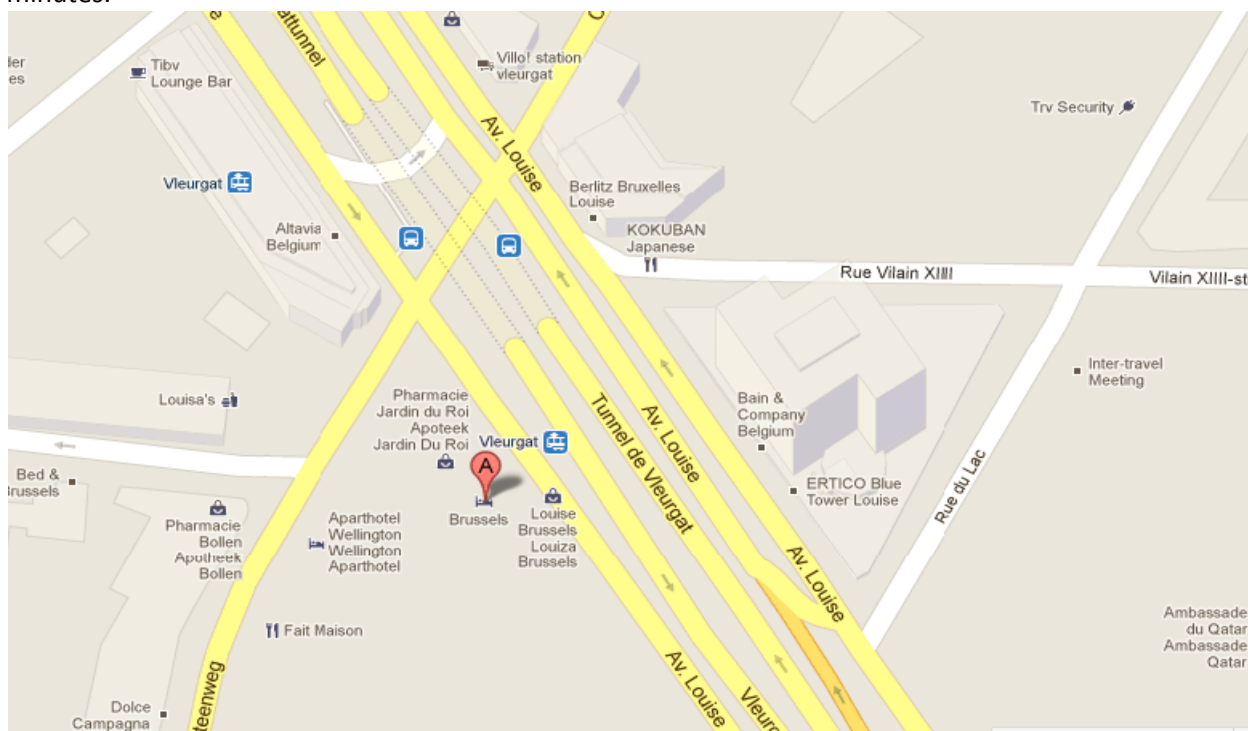 minutes.
attunnel
Villo! station
vleurgat
Tibv
Lounge Bar
Trv Security
Av. Louise
Vleurgat
Berlitz Bruxelles
Louise
Altavia
Belgium
KOKUBAN
Japanese
Rue Vilain XIIII
Vilain XIIII-st
Inter-travel
Meeting
Louisa's
Pharmacie
Jardin du Roi
Apoteek
Jardin Du Roi
Vleurgat
Bain &
Company
Belgium
Av. Louise
Tunnel de Vleurgat
A
Bed &
Brussels
ERTICO Blue
Tower Louise
Rue du Lac
Pharmacie
Bollen
Apotheek
Bollen
Aparthotel
Wellington
Wellington
Aparthotel
Brussels
Louise
Brussels
Louiza
Brussels
Av. Louise
Fait Maison
Ambassade
du Qatar
Ambassade
Qatar
Av. Louise
Vleurg
teenweg
Dolce
Campagna